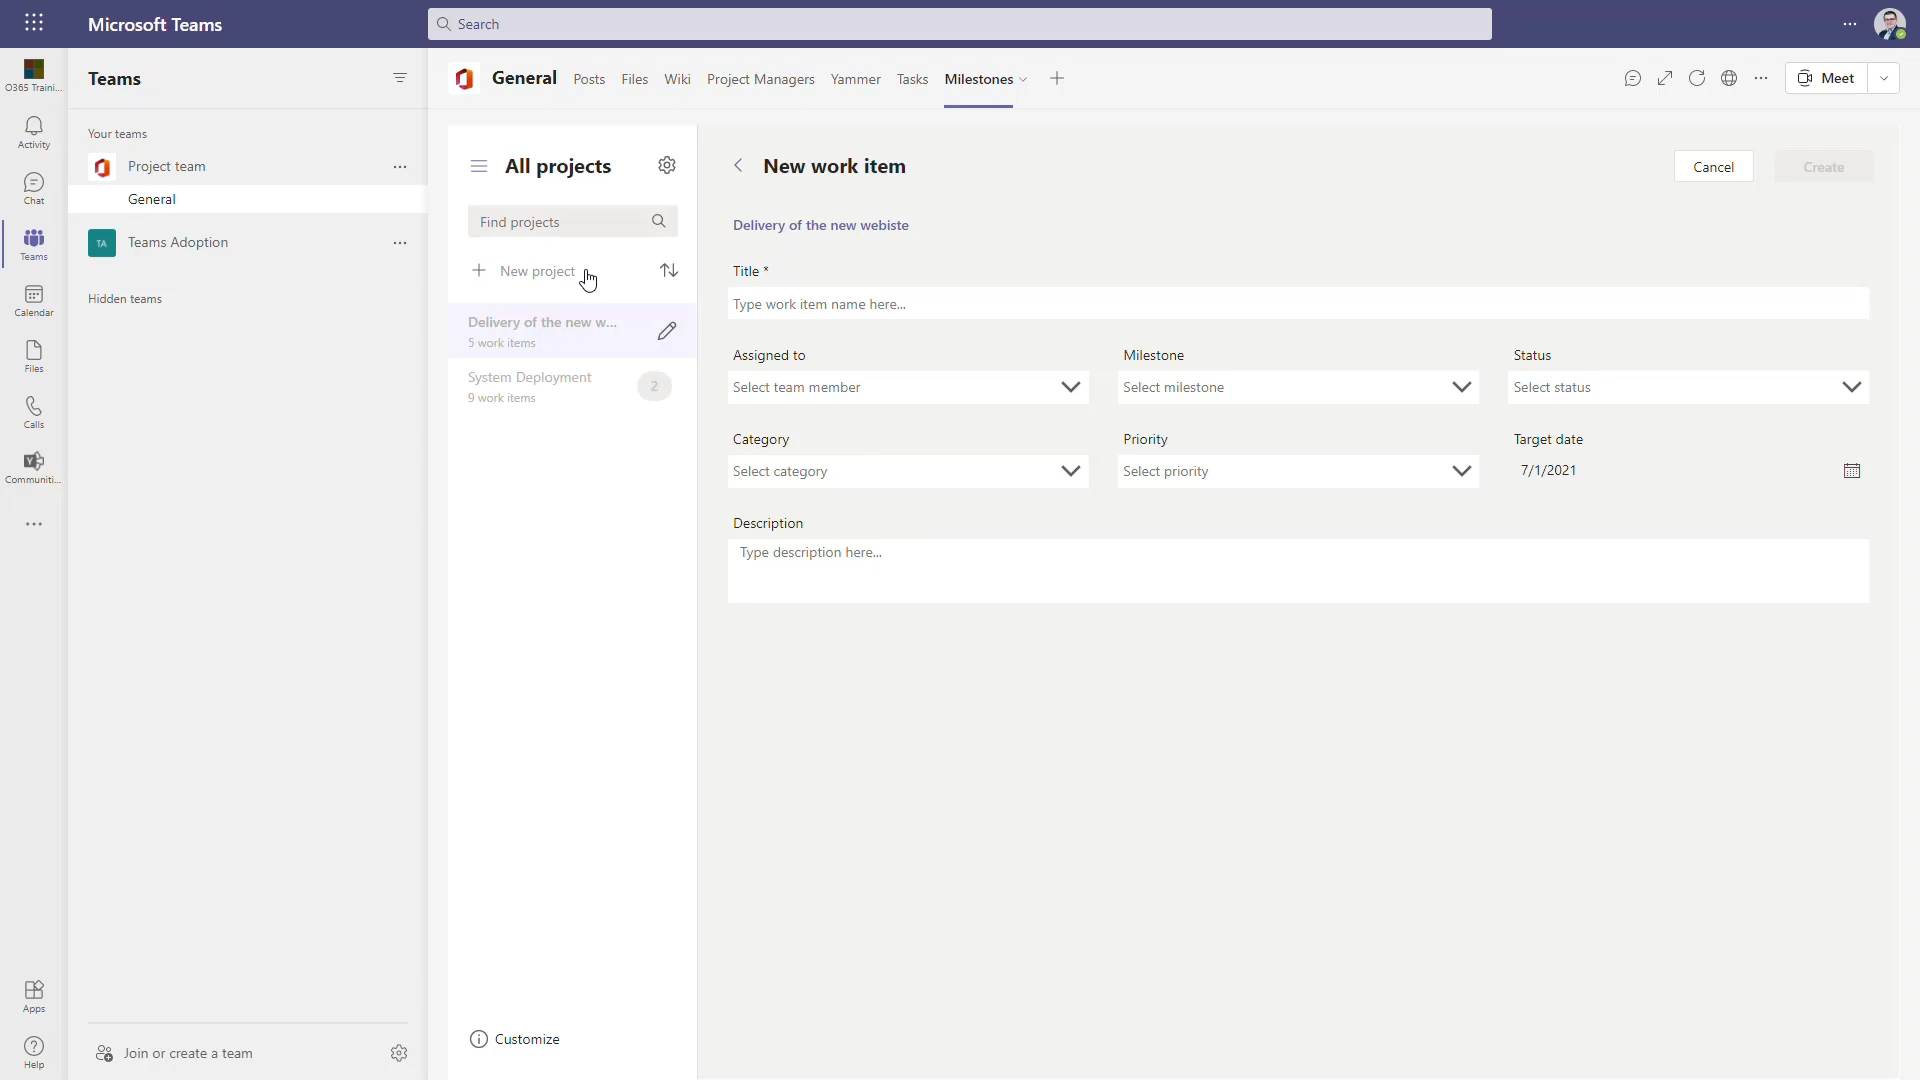 Microsoft Teams
Search
O365 Traini...
Activity
Chat
Teams
Calendar
Files
Calls
Communiti...
Apps
Help
Teams
Your teams
Project team
General
TA Teams Adoption
Hidden teams
Join or create a team
General Posts Files Wiki Project Managers Yammer Tasks Milestones
Meet
All projects
Find projects
New project
Delivery of the new w...
5 work items
System Deployment
9 work items
2
Customize
New work item
Cancel Create
Delivery of the new webiste
Title *
Type work item name here...
Assigned to Milestone Status
Select team member Select milestone Select status
Category Priority Target date
Select category Select priority 7/1/2021
Description
Type description here...